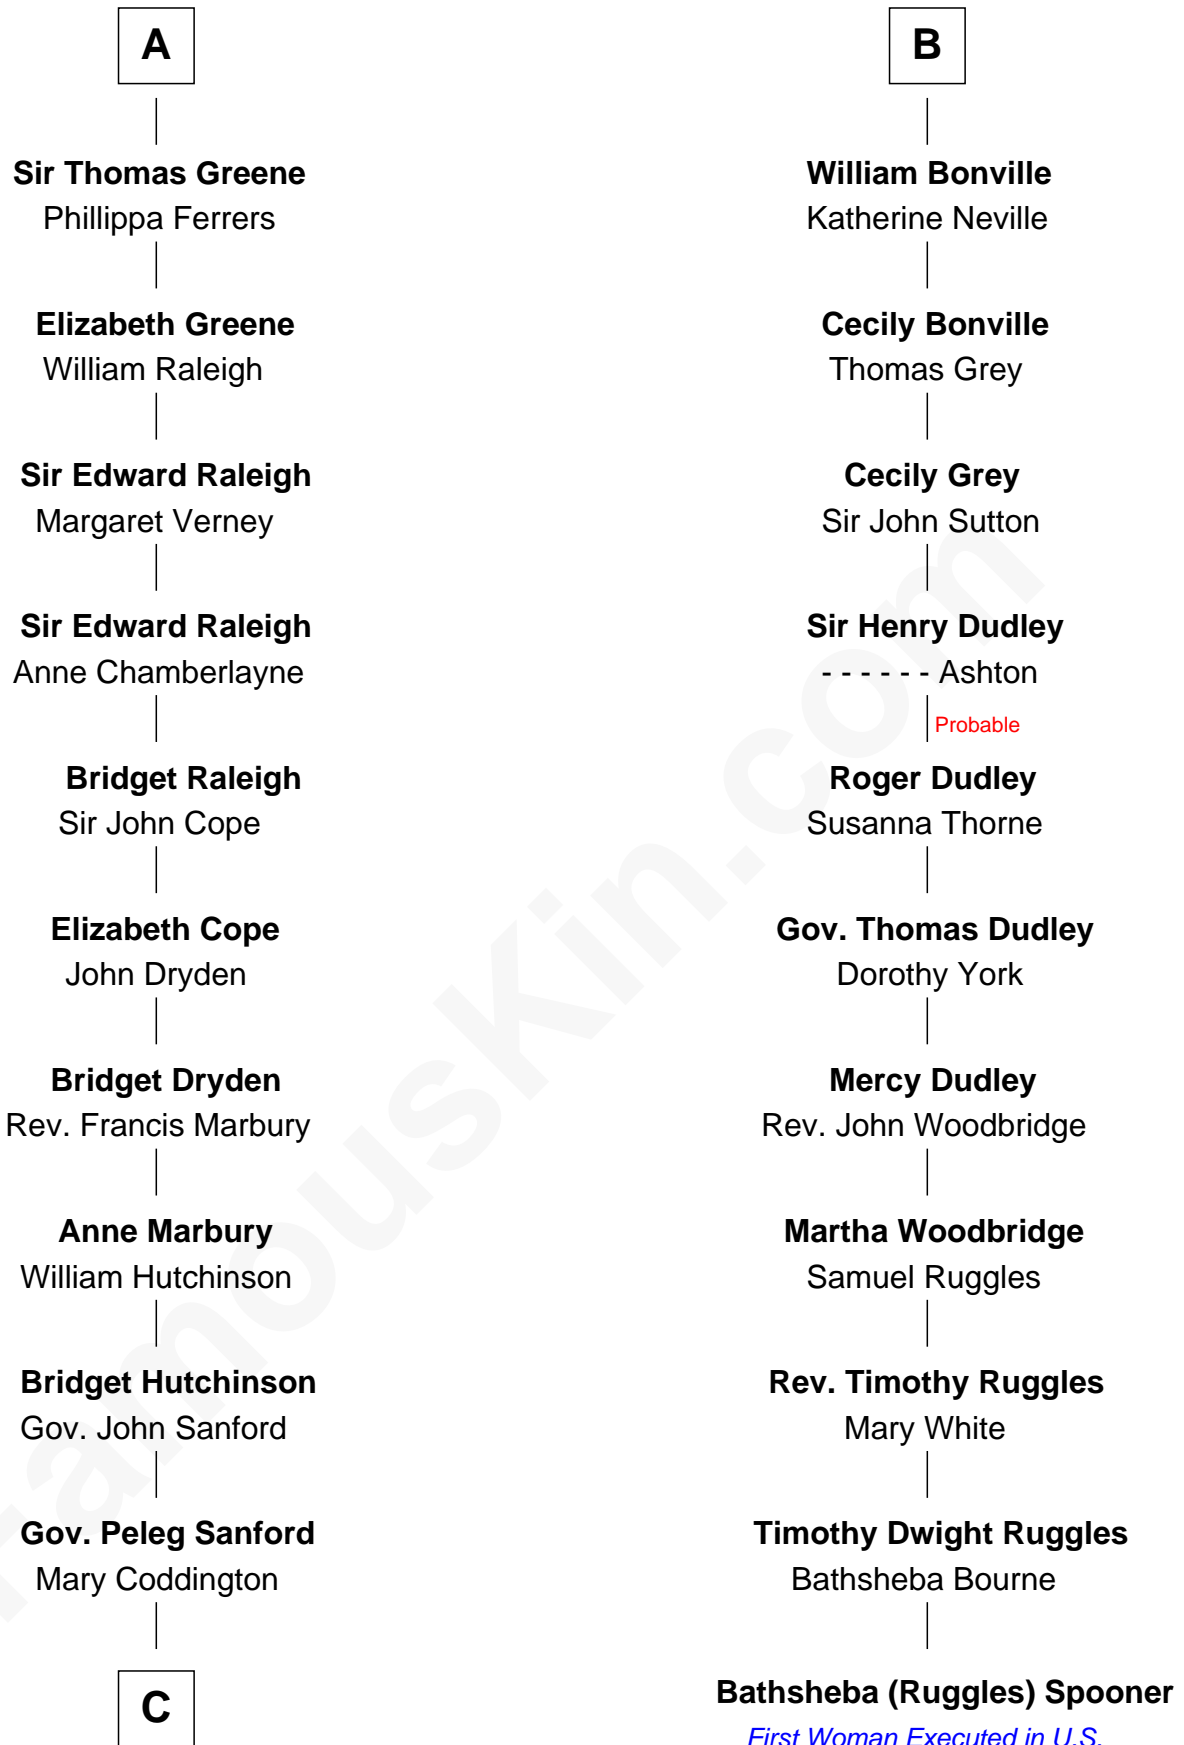 A
Sir Thomas Greene
Phillippa Ferrers
Elizabeth Greene
William Raleigh
Sir Edward Raleigh
Margaret Verney
Sir Edward Raleigh
Anne Chamberlayne
Bridget Raleigh
Sir John Cope
Elizabeth Cope
John Dryden
Bridget Dryden
Rev. Francis Marbury
Anne Marbury
William Hutchinson
Bridget Hutchinson
Gov. John Sanford
Gov. Peleg Sanford
Mary Coddington
C
B
William Bonville
Katherine Neville
Cecily Bonville
Thomas Grey
Cecily Grey
Sir John Sutton
Sir Henry Dudley
- - - - - - Ashton
Probable
Roger Dudley
Susanna Thorne
Gov. Thomas Dudley
Dorothy York
Mercy Dudley
Rev. John Woodbridge
Martha Woodbridge
Samuel Ruggles
Rev. Timothy Ruggles
Mary White
Timothy Dwight Ruggles
Bathsheba Bourne
Bathsheba (Ruggles) Spooner
First Woman Executed in U.S.
FamousKin.com